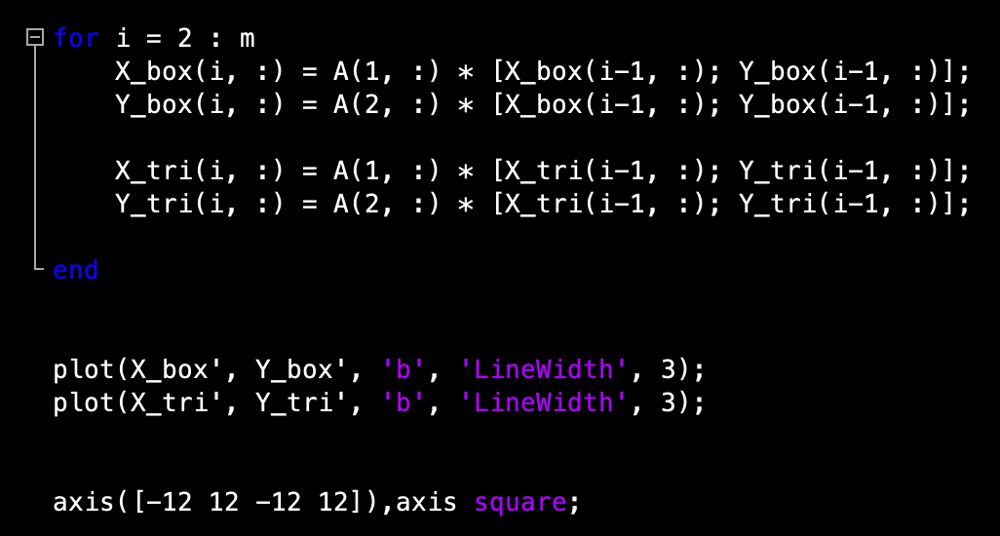 for i = 2 : m
X_box(i, :) = A(1, :) * [X_box(i-1, :); Y_box(i-1, :)];
Y_box(i, :) = A(2, :) * [X_box(i-1, :); Y_box(i-1, :)];
X_tri(i, :) = A(1, :) * [X_tri(i-1, :); Y_tri(i-1, :)];
Y_tri(i, :) = A(2, :) * [X_tri(i-1, :); Y_tri(i-1, :)];
end
plot(X_box', Y_box', 'b', 'LineWidth', 3);
plot(X_tri', Y_tri', 'b', 'LineWidth', 3);
axis([-12 12 -12 12]),axis square;